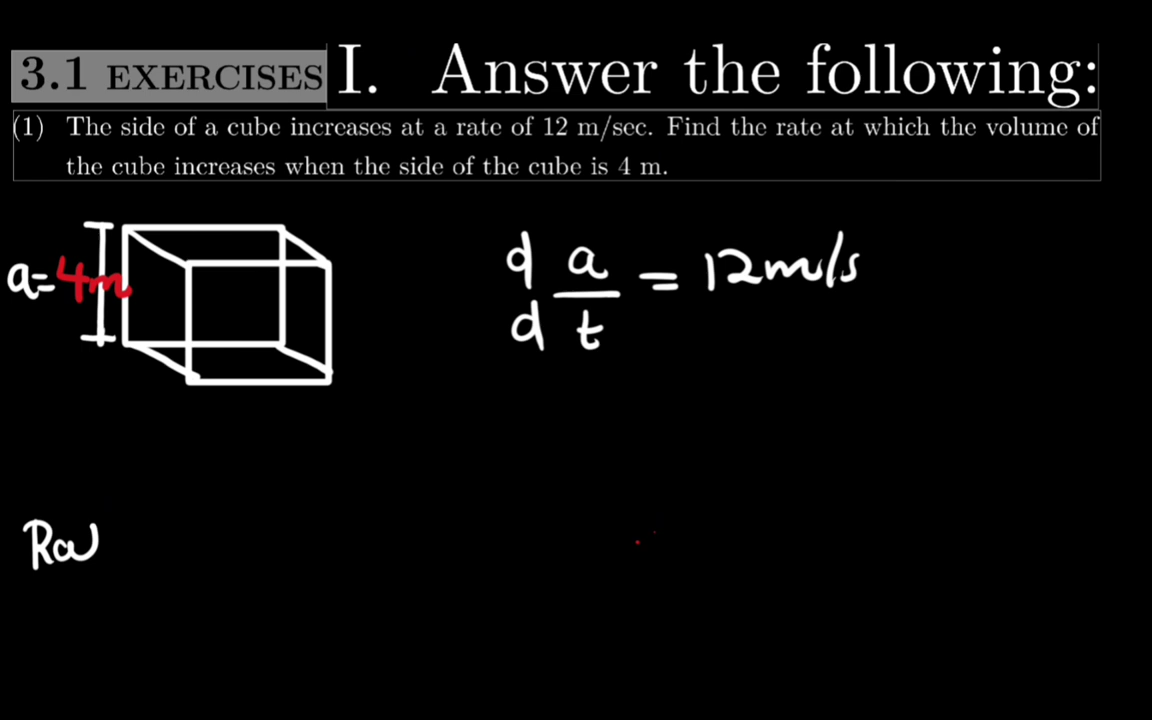 3.1 EXERCISES I. Answer the following:
(1) The side of a cube increases at a rate of 12 m/sec. Find the rate at which the volume of
the cube increases when the side of the cube is 4 m.
a=4m
d a
d t
= 12m/s
Ra